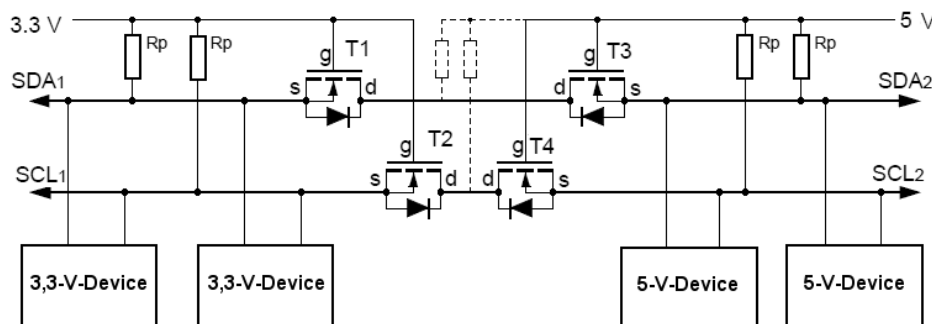 3.3 V
5 V
Rp
Rp
g
T1
g
T3
Rp
Rp
SDA1
s
d
d
s
SDA2
g
T2
g
T4
SCL1
s
d
d
s
SCL2
3,3-V-Device
3,3-V-Device
5-V-Device
5-V-Device